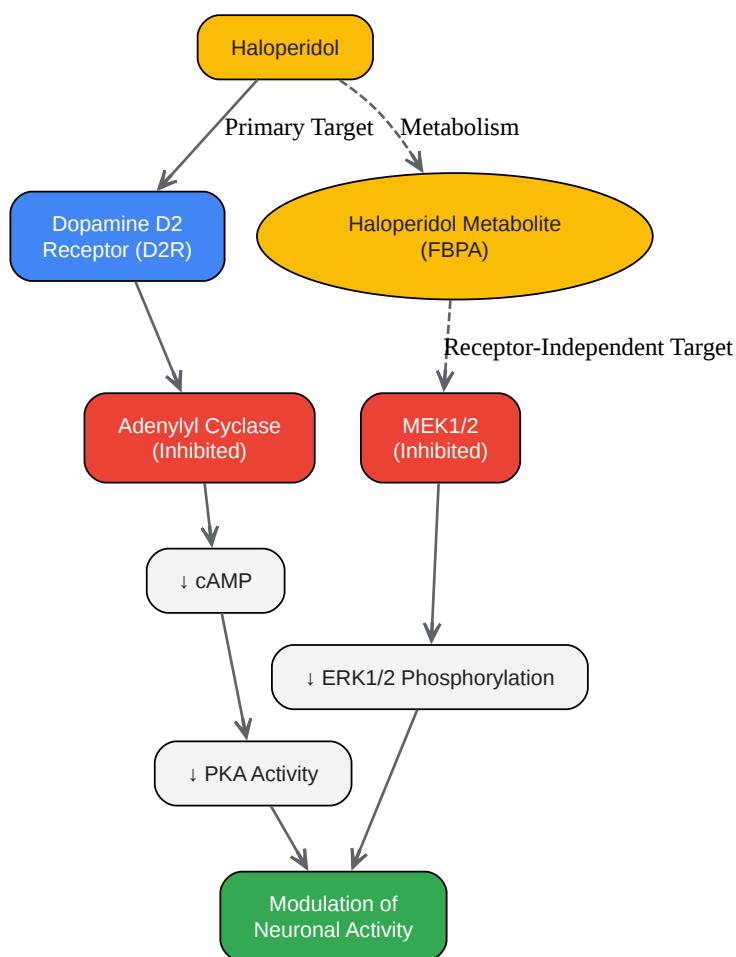 Haloperidol
Primary Target
Metabolism
Dopamine D2
Receptor (D2R)
Haloperidol Metabolite
(FBPA)
Receptor-Independent Target
Adenylyl Cyclase
(Inhibited)
MEK1/2
(Inhibited)
↓ cAMP
↓ ERK1/2 Phosphorylation
↓ PKA Activity
Modulation of
Neuronal Activity